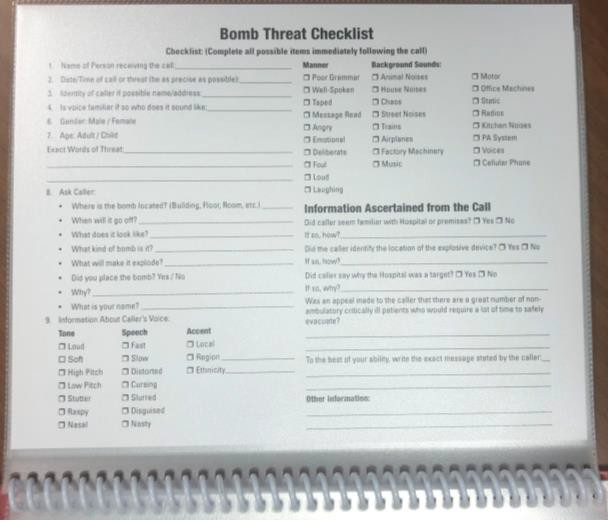 Bomb Threat Checklist
Checklist: (Complete all possible items immediately following the call)
1. Name of Person receiving the call:
2. Date/Time of call or threat (be as precise as possible):
3. Identity of caller if possible name/address:
4. Is voice familiar if so who does it sound like:
6. Gender: Male / Female
7. Age: Adult / Child
Exact Words of Threat:
8. Ask Caller:
• Where is the bomb located? (Building, Floor, Room, etc.)
• When will it go off?
• What does it look like?
• What kind of bomb is it?
• What will make it explode?
• Did you place the bomb? Yes / No
• Why?
• What is your name?
9. Information About Caller's Voice:
Tone Speech Accent
☐ Loud ☐ Fast ☐ Local
☐ Soft ☐ Slow ☐ Region
☐ High Pitch ☐ Distorted ☐ Ethnicity
☐ Low Pitch ☐ Cursing
☐ Stutter ☐ Slurred
☐ Raspy ☐ Disguised
☐ Nasal ☐ Nasty
Manner Background Sounds:
☐ Poor Grammar ☐ Animal Noises ☐ Motor
☐ Well-Spoken ☐ House Noises ☐ Office Machines
☐ Taped ☐ Chaos ☐ Static
☐ Message Read ☐ Street Noises ☐ Radios
☐ Angry ☐ Trains ☐ Kitchen Noises
☐ Emotional ☐ Airplanes ☐ PA System
☐ Deliberate ☐ Factory Machinery ☐ Voices
☐ Foul ☐ Music ☐ Cellular Phone
☐ Loud
☐ Laughing
Information Ascertained from the Call
Did caller seem familiar with Hospital or premises? ☐ Yes ☐ No
If so, how?
Did the caller identify the location of the explosive device? ☐ Yes ☐ No
If so, how?
Did caller say why the Hospital was a target? ☐ Yes ☐ No
If so, why?
Was an appeal made to the caller that there are a great number of non-
ambulatory critically ill patients who would require a lot of time to safely
evacuate?
To the best of your ability, write the exact message stated by the caller:
Other Information: